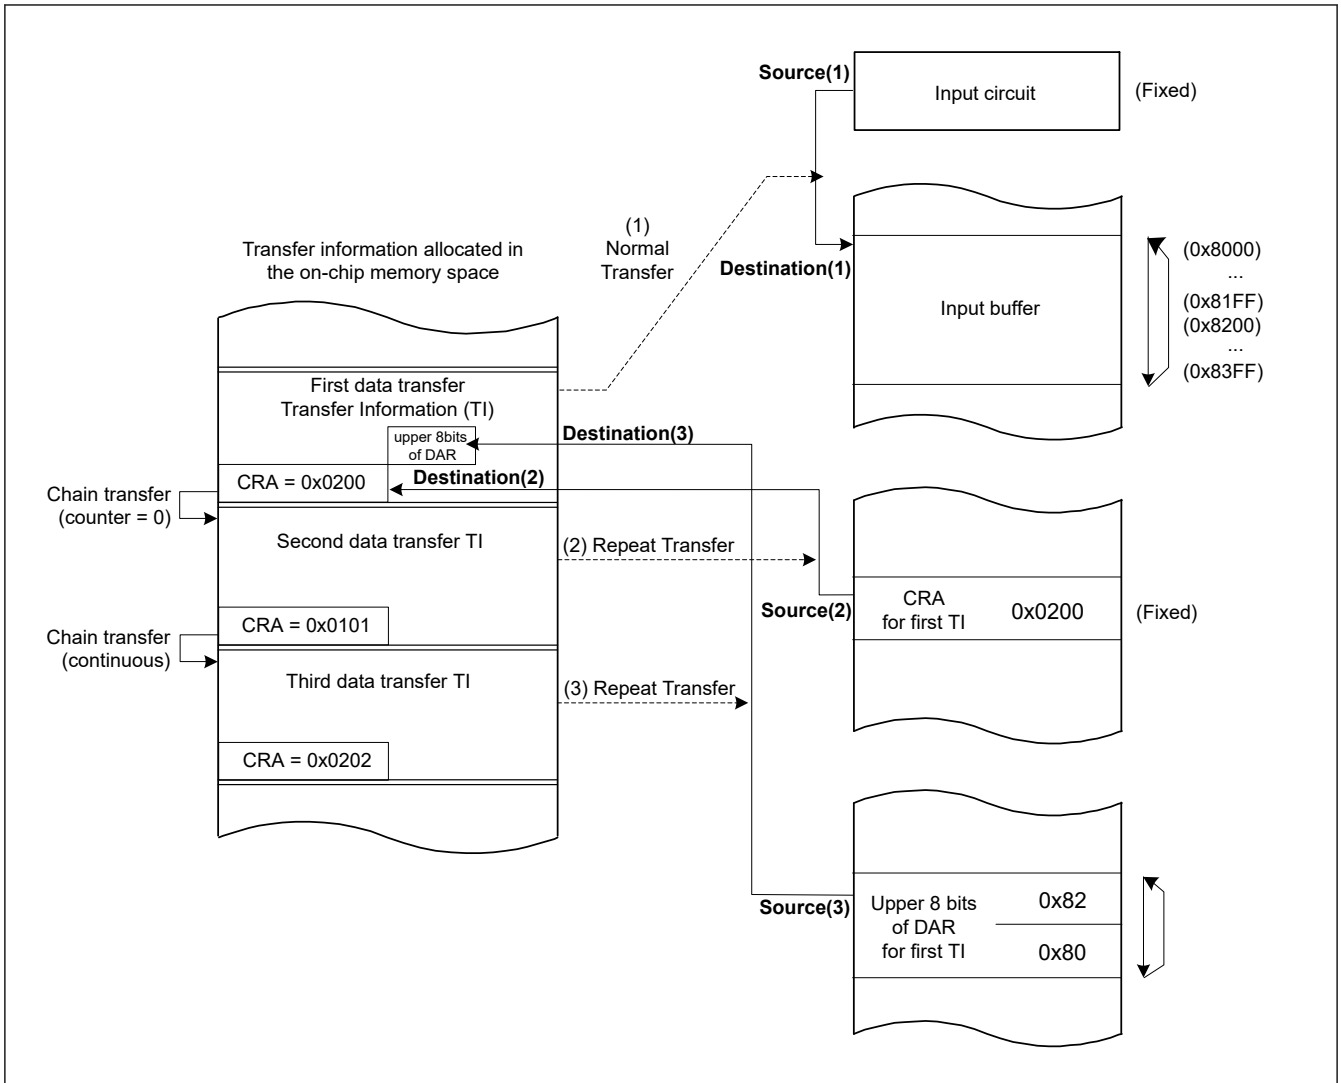 Source(1)
Input circuit
(Fixed)
(1)
Normal
Transfer
Transfer information allocated in
the on-chip memory space
Destination(1)
Input buffer
(0x8000)
...
(0x81FF)
(0x8200)
...
(0x83FF)
First data transfer
Transfer Information (TI)
upper 8bits
of DAR
Destination(3)
CRA = 0x0200
Destination(2)
Chain transfer
(counter = 0)
Second data transfer TI
(2) Repeat Transfer
Source(2)
CRA
for first TI
0x0200
(Fixed)
CRA = 0x0101
Chain transfer
(continuous)
Third data transfer TI
(3) Repeat Transfer
CRA = 0x0202
Source(3)
Upper 8 bits
of DAR
for first TI
0x82
0x80